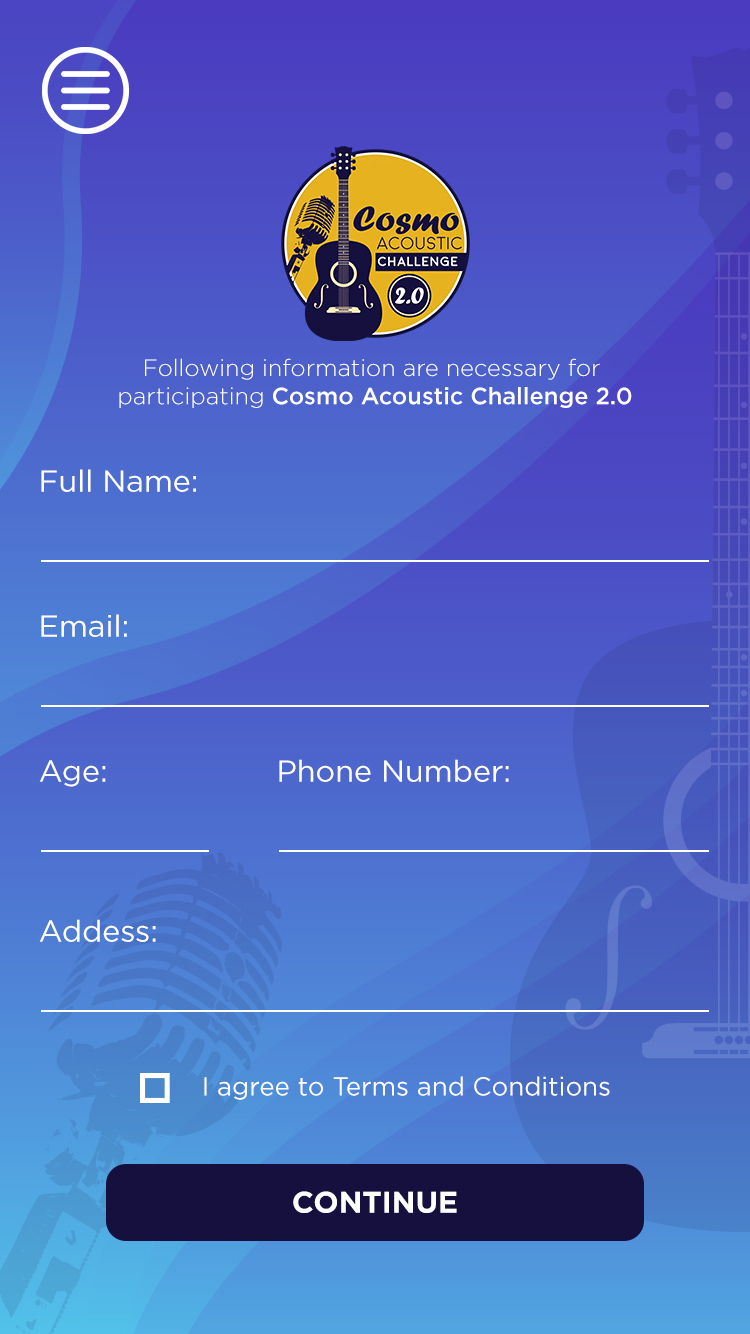 Cosmo
ACOUSTIC
CHALLENGE
2.0
Following information are necessary for
participating Cosmo Acoustic Challenge 2.0
Full Name:
Email:
Age: Phone Number:
Addess:
I agree to Terms and Conditions
CONTINUE